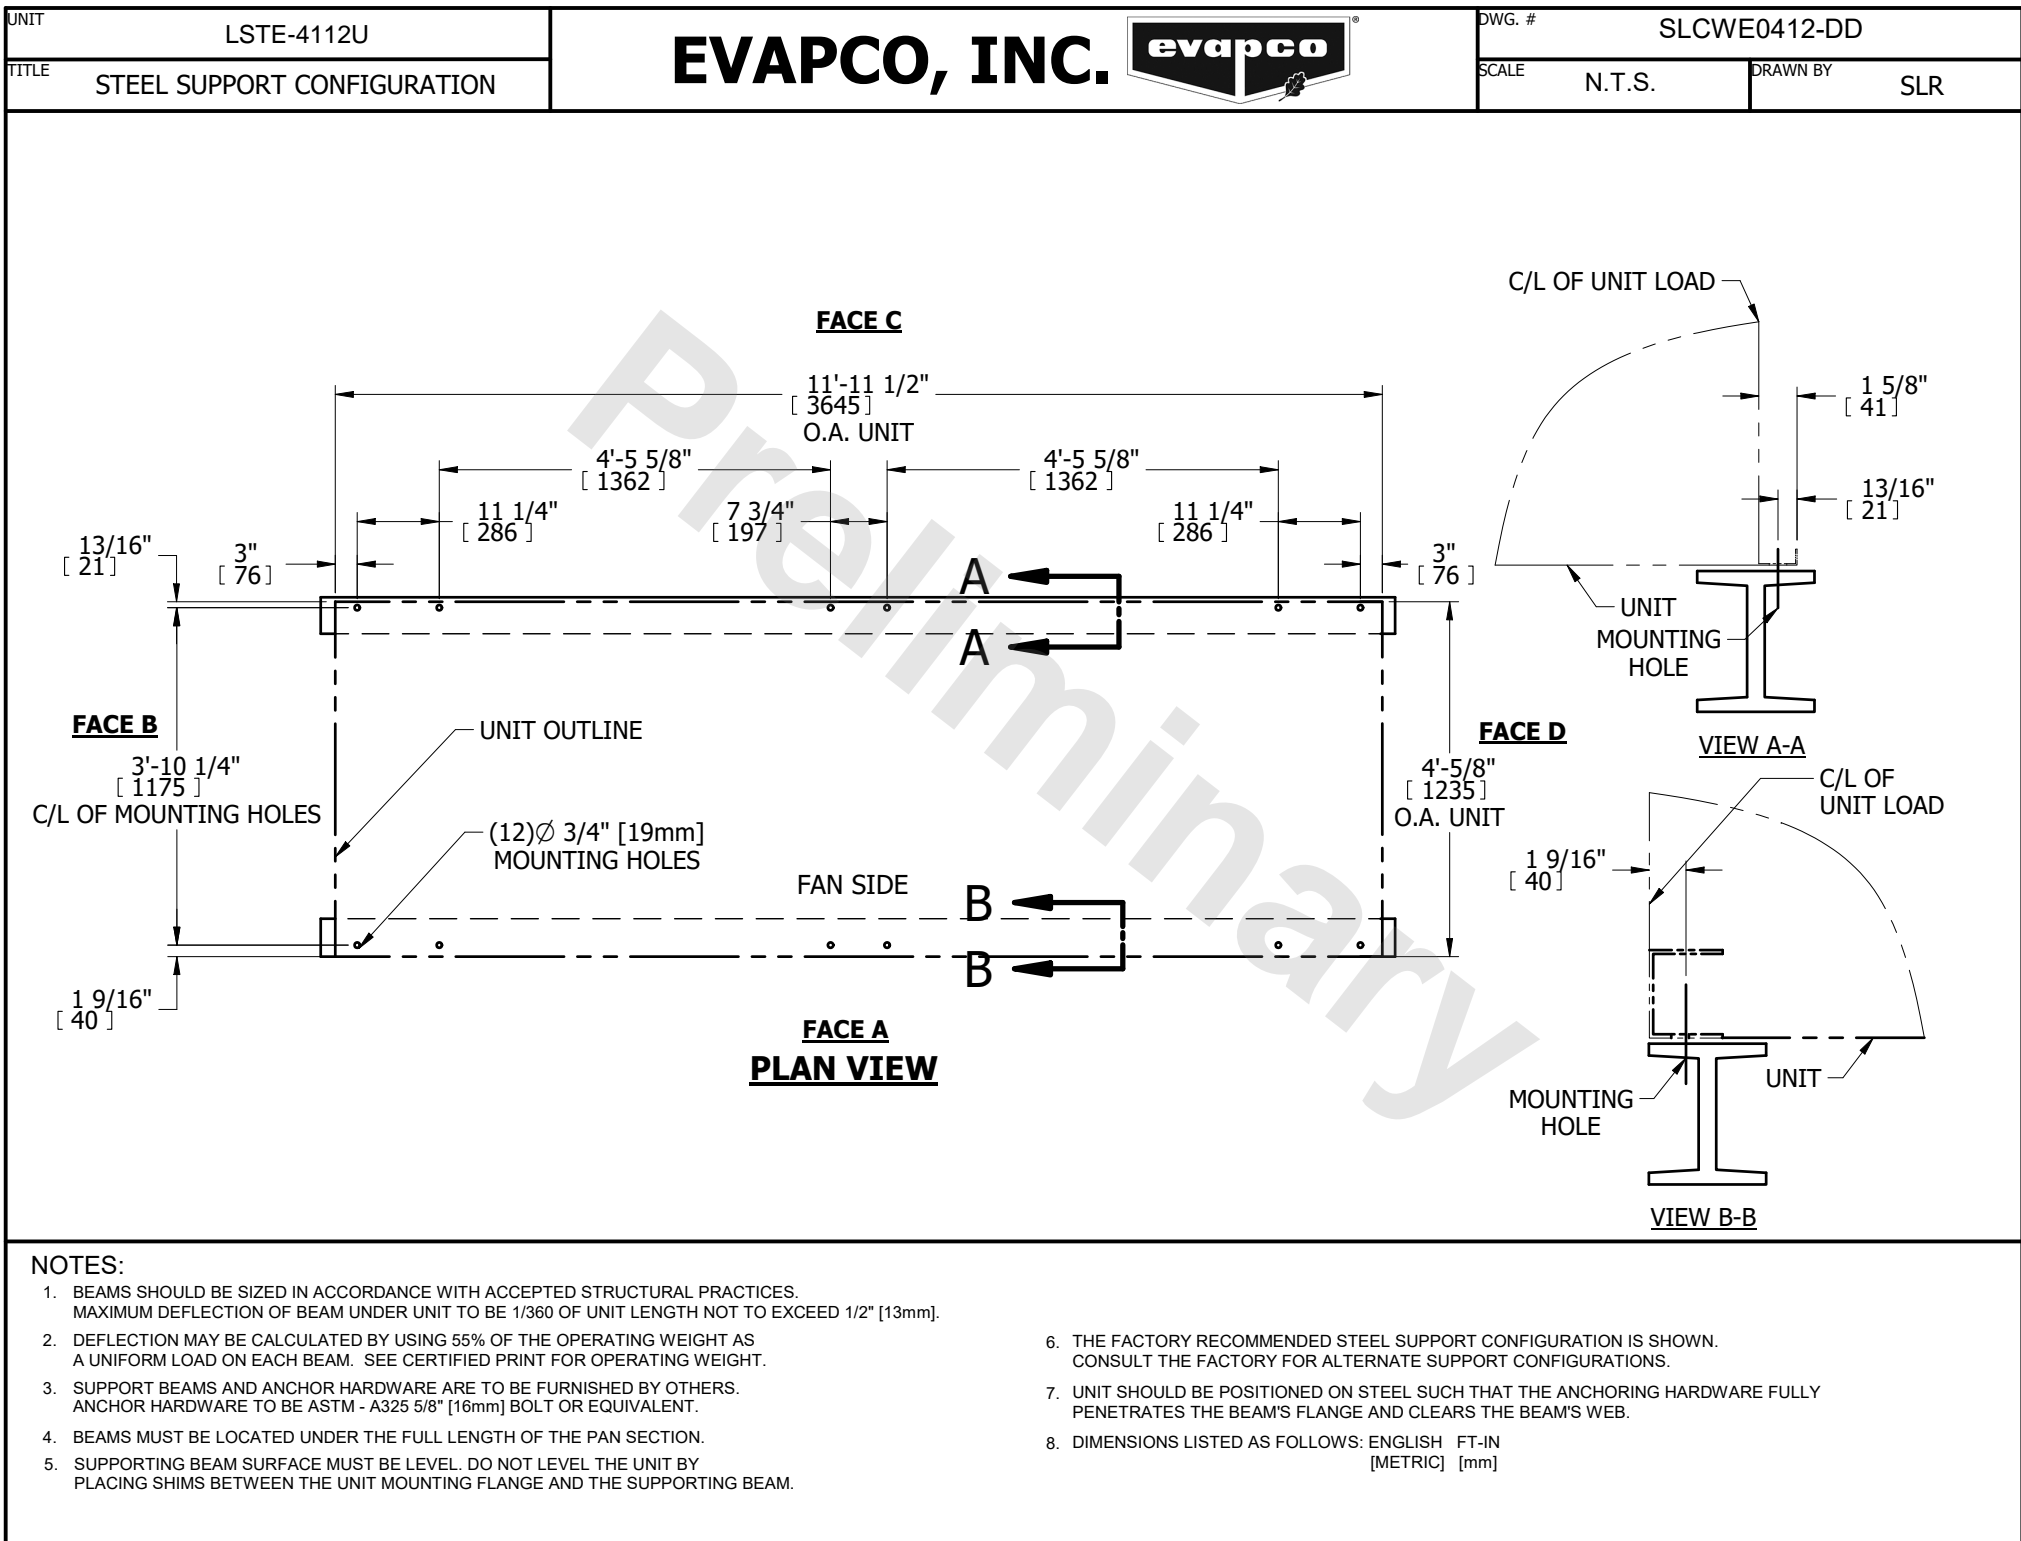 UNIT
LSTE-4112U
TITLE
STEEL SUPPORT CONFIGURATION
EVAPCO, INC.
evapco
®
DWG. #
SLCWE0412-DD
SCALE
N.T.S.
DRAWN BY
SLR
Preliminary
FACE C
11'-11 1/2"
[ 3645 ]
O.A. UNIT
4'-5 5/8"
[ 1362 ]
4'-5 5/8"
[ 1362 ]
11 1/4"
[ 286 ]
7 3/4"
[ 197 ]
11 1/4"
[ 286 ]
13/16"
[ 21 ]
3"
[ 76 ]
3"
[ 76 ]
A
A
FACE B
3'-10 1/4"
[ 1175 ]
C/L OF MOUNTING HOLES
UNIT OUTLINE
(12)Ø 3/4" [19mm]
MOUNTING HOLES
FAN SIDE
B
B
FACE D
4'-5/8"
[ 1235 ]
O.A. UNIT
1 9/16"
[ 40 ]
FACE A
PLAN VIEW
C/L OF UNIT LOAD
1 5/8"
[ 41 ]
13/16"
[ 21 ]
UNIT
MOUNTING
HOLE
VIEW A-A
C/L OF
UNIT LOAD
1 9/16"
[ 40 ]
UNIT
MOUNTING
HOLE
VIEW B-B
NOTES:
1. BEAMS SHOULD BE SIZED IN ACCORDANCE WITH ACCEPTED STRUCTURAL PRACTICES.
MAXIMUM DEFLECTION OF BEAM UNDER UNIT TO BE 1/360 OF UNIT LENGTH NOT TO EXCEED 1/2" [13mm].
2. DEFLECTION MAY BE CALCULATED BY USING 55% OF THE OPERATING WEIGHT AS
A UNIFORM LOAD ON EACH BEAM. SEE CERTIFIED PRINT FOR OPERATING WEIGHT.
3. SUPPORT BEAMS AND ANCHOR HARDWARE ARE TO BE FURNISHED BY OTHERS.
ANCHOR HARDWARE TO BE ASTM - A325 5/8" [16mm] BOLT OR EQUIVALENT.
4. BEAMS MUST BE LOCATED UNDER THE FULL LENGTH OF THE PAN SECTION.
5. SUPPORTING BEAM SURFACE MUST BE LEVEL. DO NOT LEVEL THE UNIT BY
PLACING SHIMS BETWEEN THE UNIT MOUNTING FLANGE AND THE SUPPORTING BEAM.
6. THE FACTORY RECOMMENDED STEEL SUPPORT CONFIGURATION IS SHOWN.
CONSULT THE FACTORY FOR ALTERNATE SUPPORT CONFIGURATIONS.
7. UNIT SHOULD BE POSITIONED ON STEEL SUCH THAT THE ANCHORING HARDWARE FULLY
PENETRATES THE BEAM'S FLANGE AND CLEARS THE BEAM'S WEB.
8. DIMENSIONS LISTED AS FOLLOWS: ENGLISH FT-IN
[METRIC] [mm]